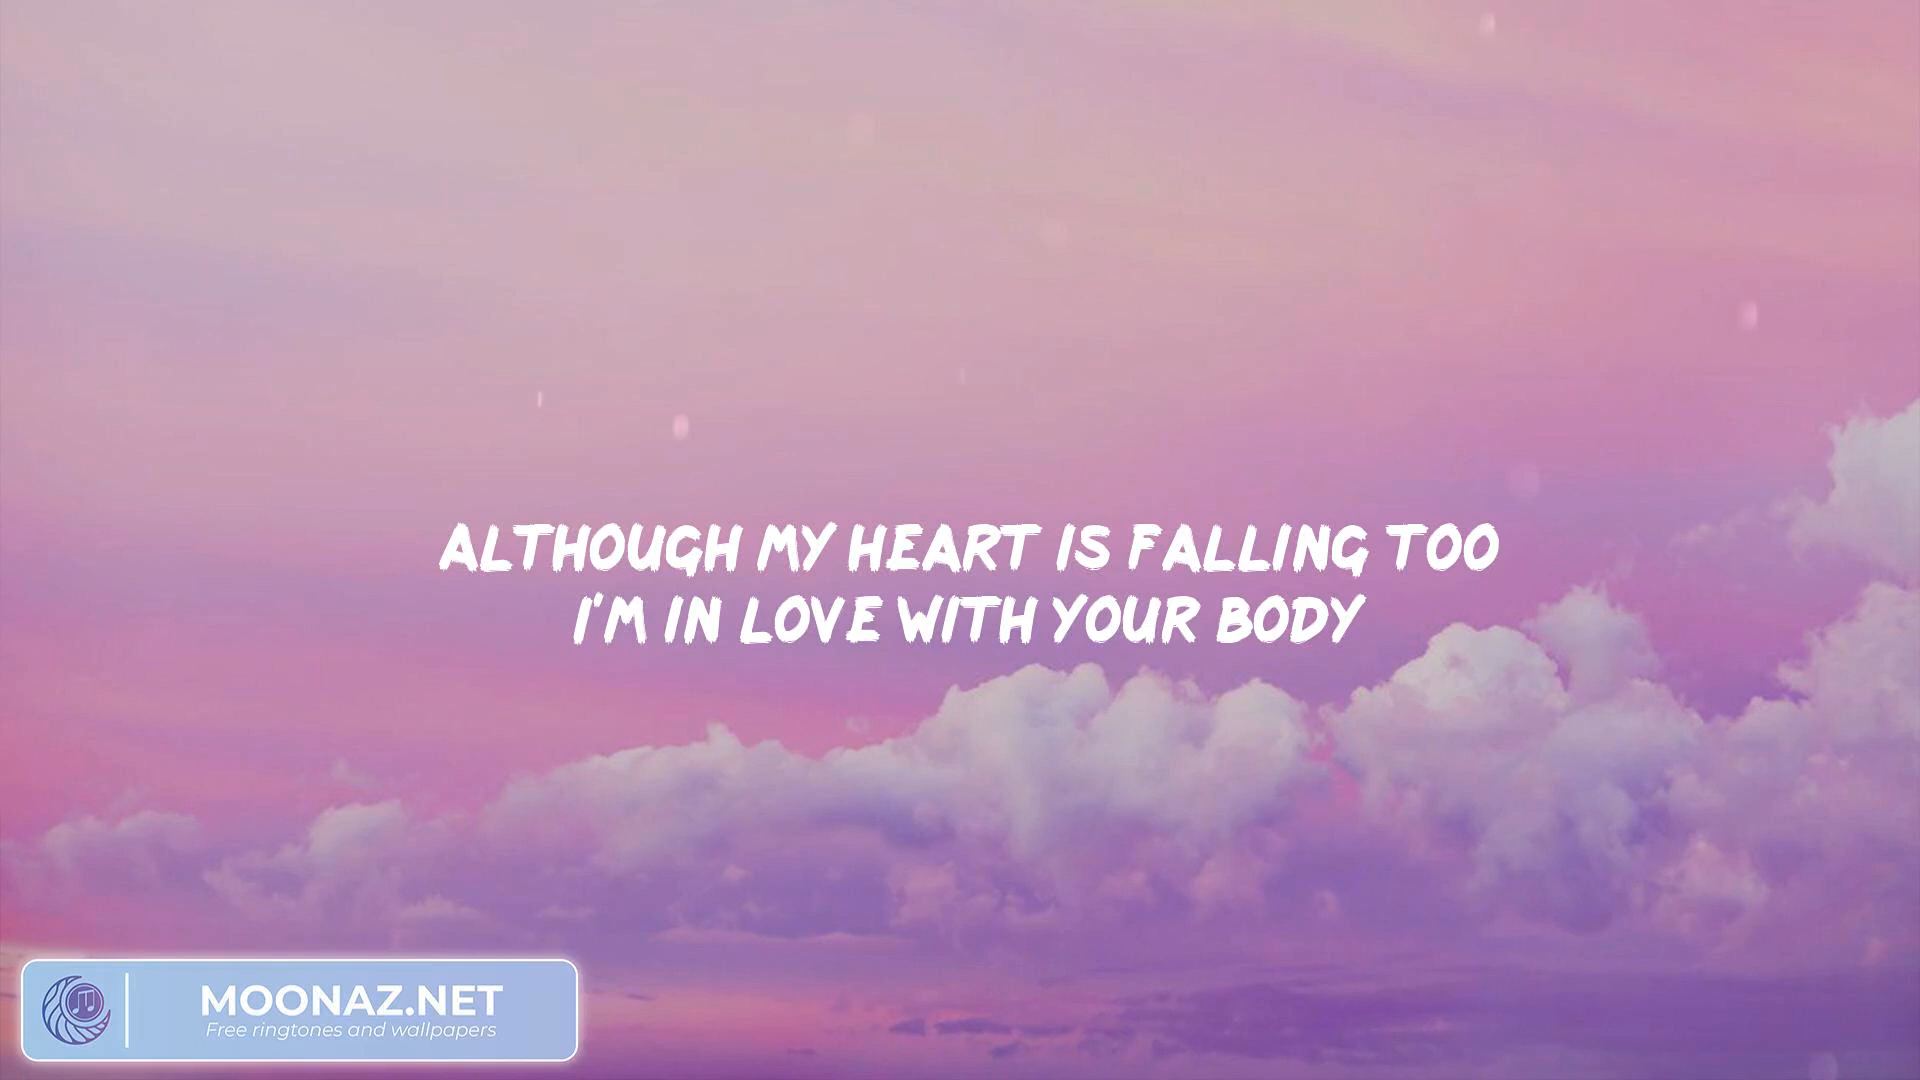 ALTHOUGH MY HEART IS FALLING TOO
I'M IN LOVE WITH YOUR BODY
MOONAZ.NET
Free ringtones and wallpapers